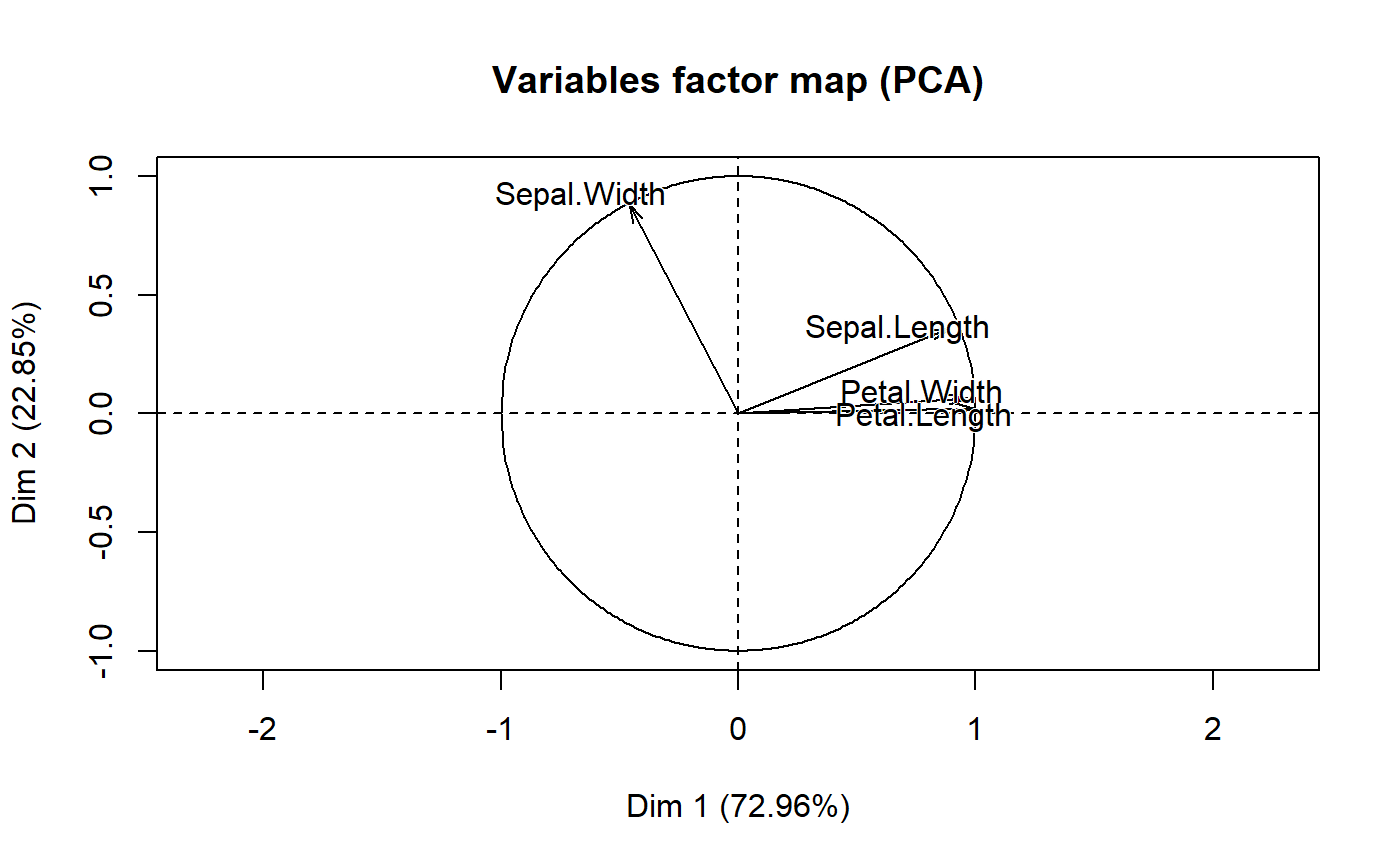 Variables factor map (PCA)
1.0
0.5
0.0
-0.5
-1.0
Dim 2 (22.85%)
Sepal.Width
Sepal.Length
Petal.Width
Petal.Length
-2 -1 0 1 2
Dim 1 (72.96%)